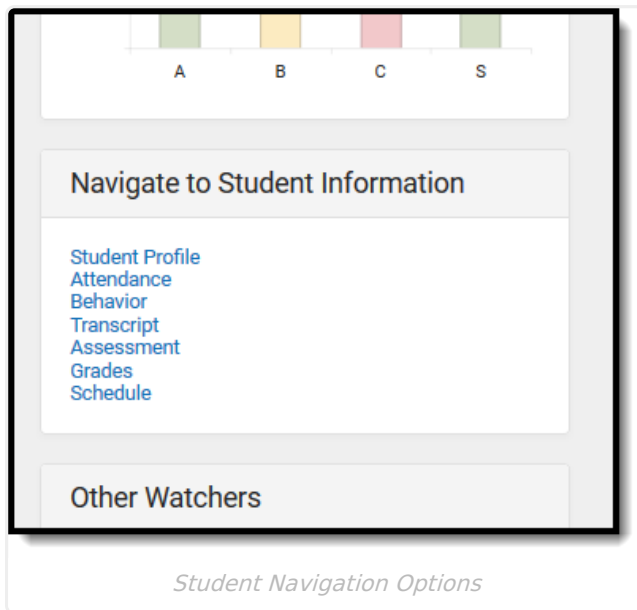 A B C S
Navigate to Student Information
Student Profile
Attendance
Behavior
Transcript
Assessment
Grades
Schedule
Other Watchers
Student Navigation Options